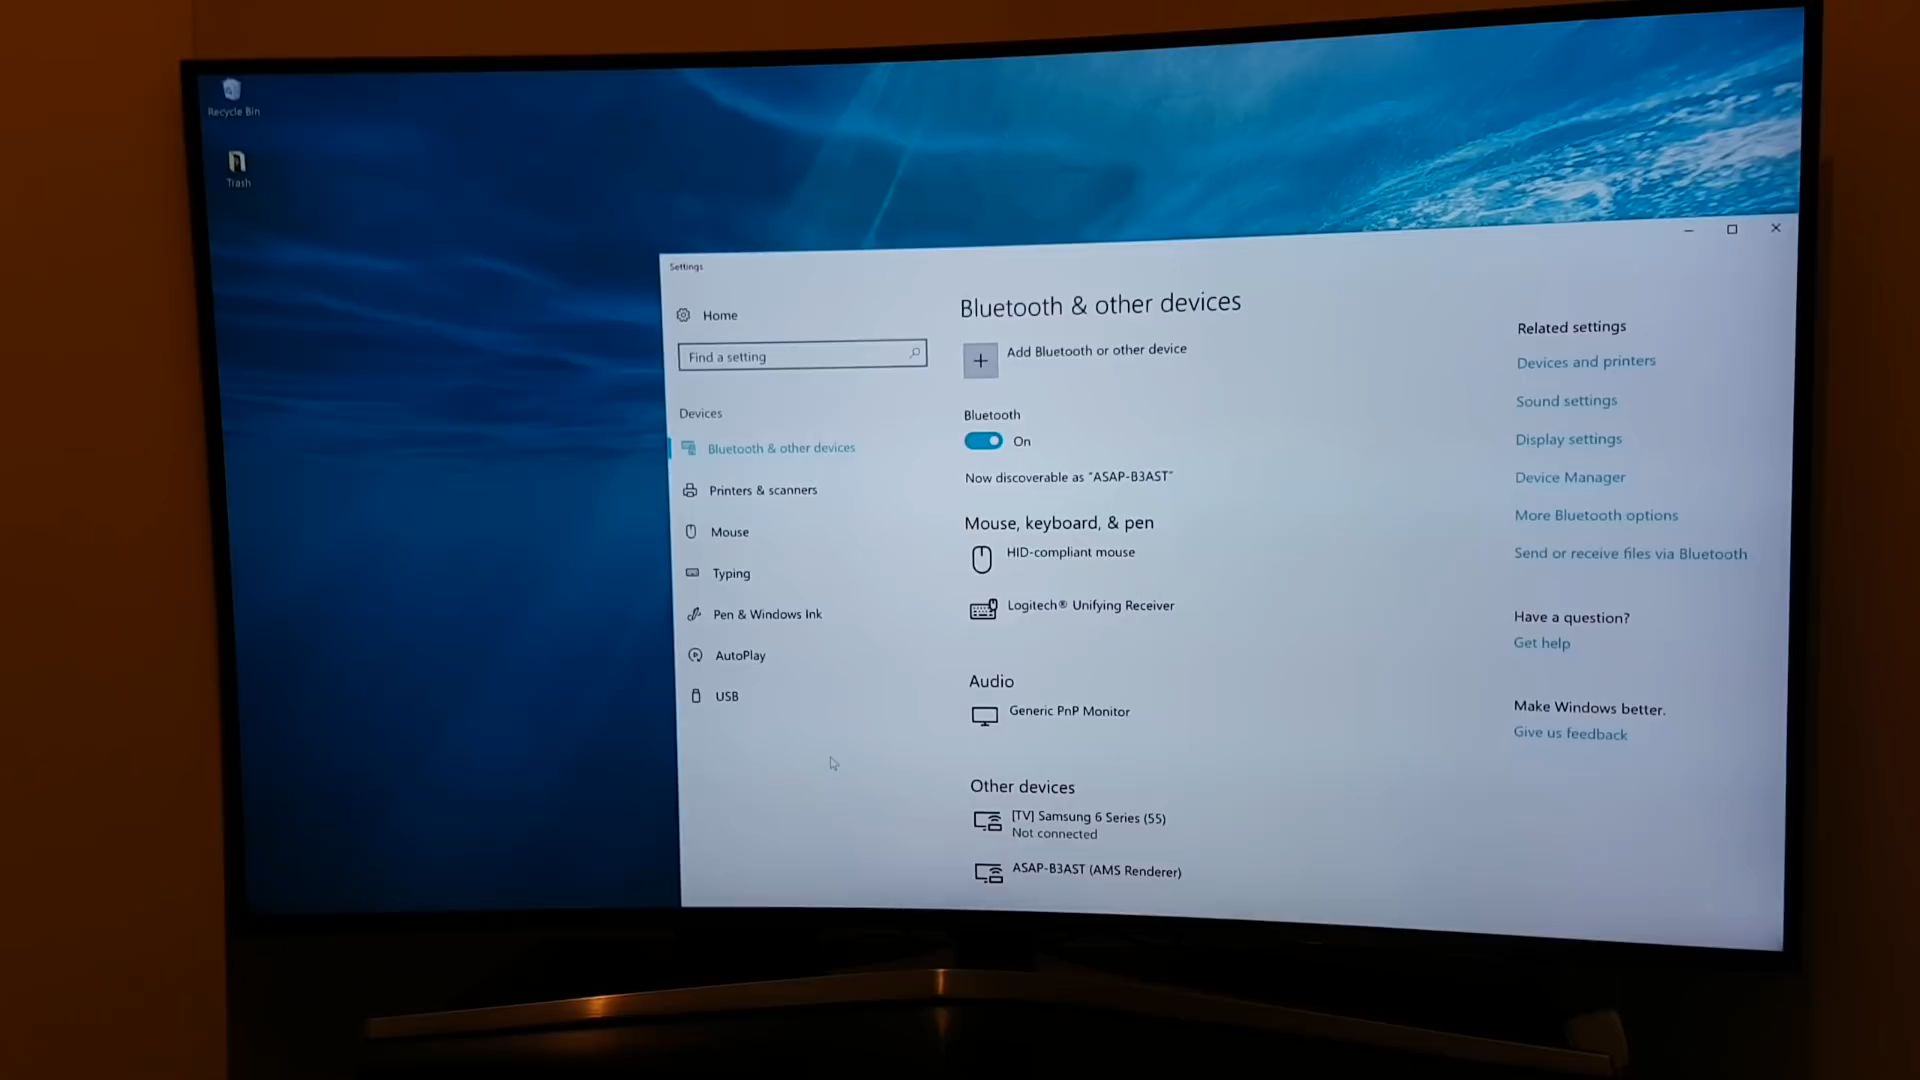 Recycle Bin
Trash
Settings
Home
Find a setting
Devices
Bluetooth & other devices
Printers & scanners
Mouse
Typing
Pen & Windows Ink
AutoPlay
USB
Bluetooth & other devices
Add Bluetooth or other device
Bluetooth
On
Now discoverable as "ASAP-B3AST"
Mouse, keyboard, & pen
HID-compliant mouse
Logitech® Unifying Receiver
Audio
Generic PnP Monitor
Other devices
[TV] Samsung 6 Series (55)
Not connected
ASAP-B3AST (AMS Renderer)
Related settings
Devices and printers
Sound settings
Display settings
Device Manager
More Bluetooth options
Send or receive files via Bluetooth
Have a question?
Get help
Make Windows better.
Give us feedback